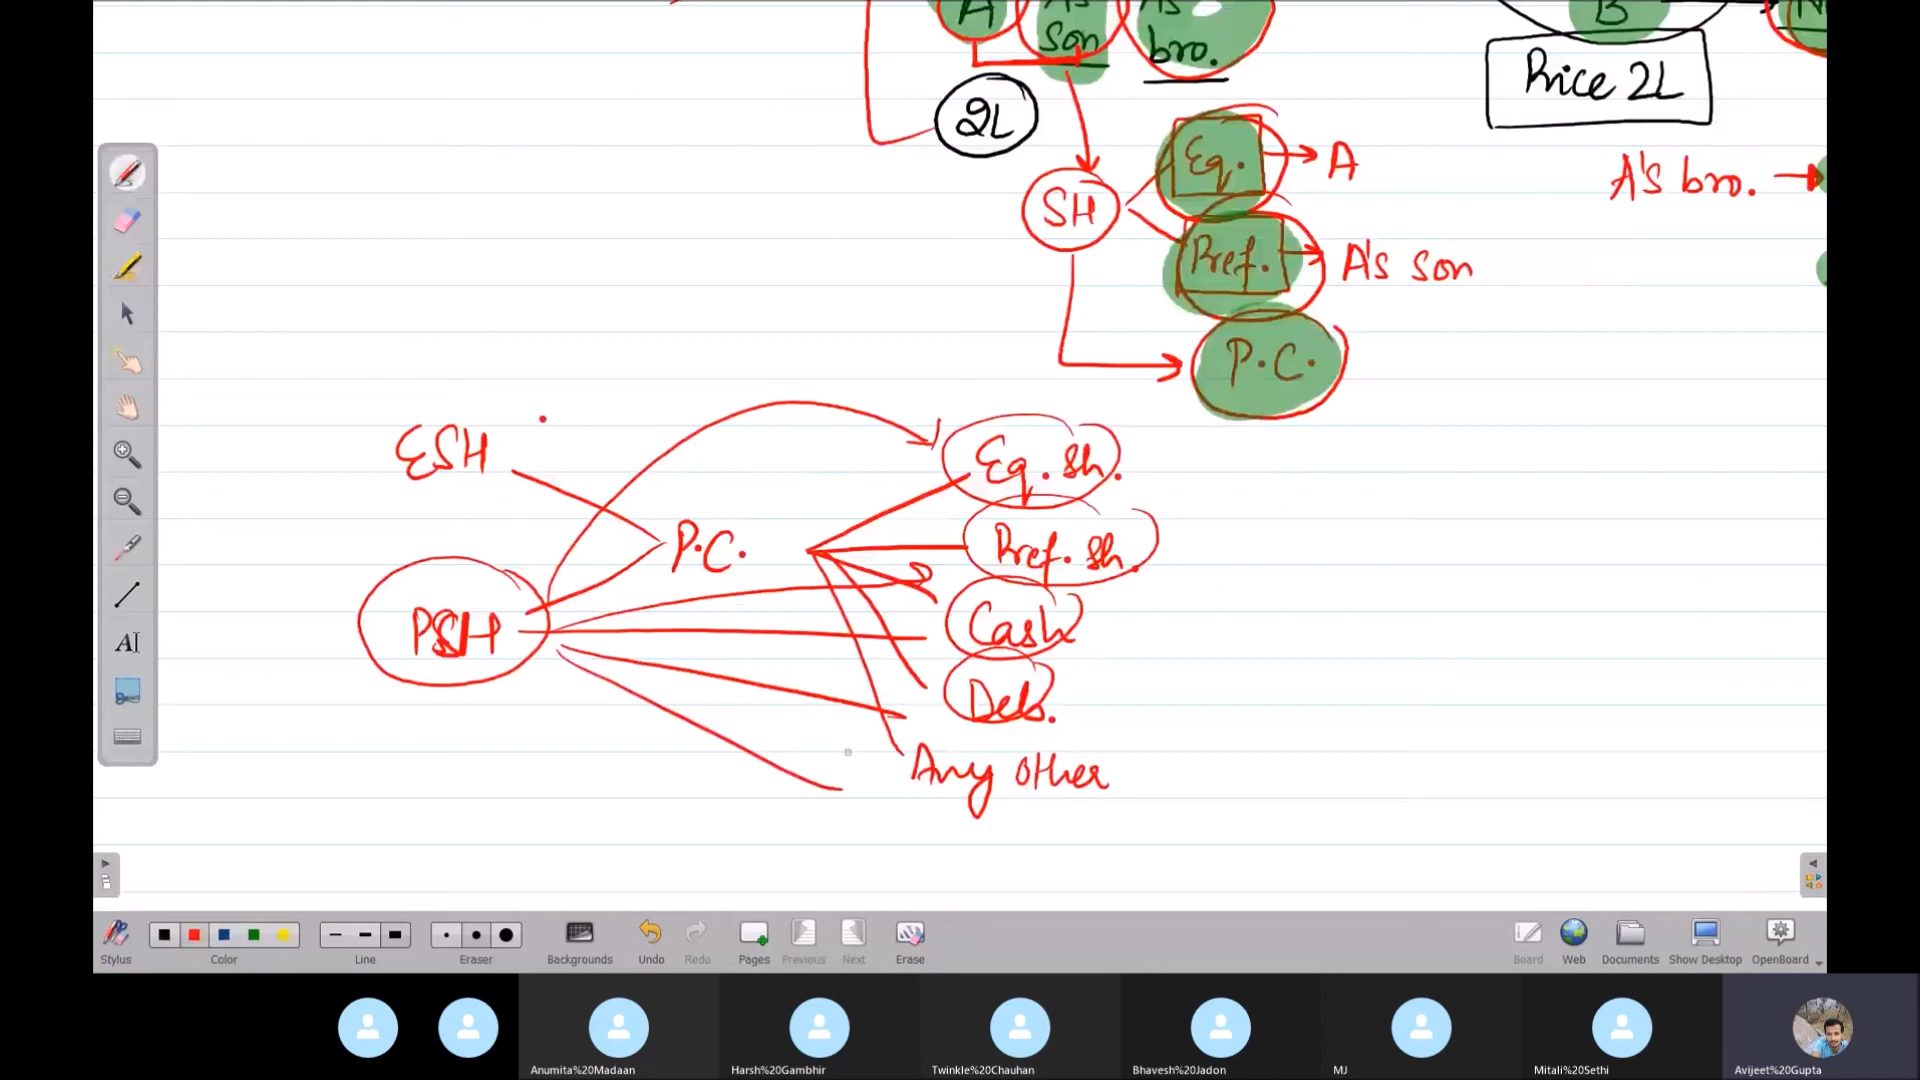 A A's A's B
son bro.
Price 2L
2L
Eq. A
A's bro.
SH
Pref. A's son
P.C.
ESH Eq. sh.
P.C. Pref. sh.
PSH Cash
Deb.
Any other
Stylus Color Line Eraser Backgrounds Undo Redo Pages Previous Next Erase Board Web Documents Show Desktop OpenBoard
Anumita%20Madaan Harsh%20Gambhir Twinkle%20Chauhan Bhavesh%20Jadon MJ Mitali%20Sethi Avijeet%20Gupta